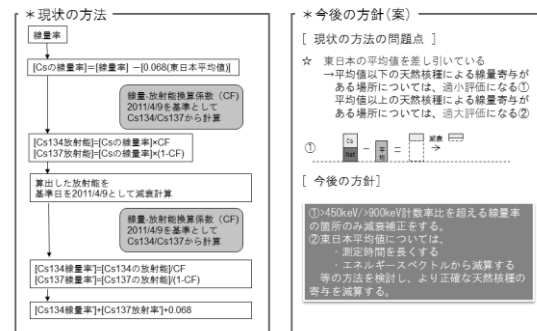 ＊現状の方法
線量率
[Csの線量率]=[線量率] －[0.068(東日本平均値)]
線量-放射能換算係数（CF）
2011/4/9を基準として
Cs134/Cs137から計算
[Cs134放射能]=[Csの線量率]×CF
[Cs137放射能]=[Csの線量率]×(1-CF)
算出した放射能を
基準日を2011/4/9として減衰計算
線量-放射能換算係数（CF）
2011/4/9を基準として
Cs134/Cs137から計算
[Cs134線量率']=[Cs134の放射能]/CF
[Cs137線量率']=[Cs137の放射能]/(1-CF)
[Cs134線量率']+[Cs137放射率']+0.068
＊今後の方針(案)
[ 現状の方法の問題点 ]
☆ 東日本の平均値を差し引いている
→平均値以下の天然核種による線量寄与が
ある場所については、過小評価になる①
平均値以上の天然核種による線量寄与が
ある場所については、過大評価になる②
① Cs Nat － 平均 ＝ 減衰 →
[ 今後の方針]
①>450keV/>900keV計数率比を超える線量率
の箇所のみ減衰補正をする。
②東日本平均値については、
・測定時間を長くする
・エネルギースペクトルから減算する
等の方法を検討し、より正確な天然核種の
寄与を減算する。